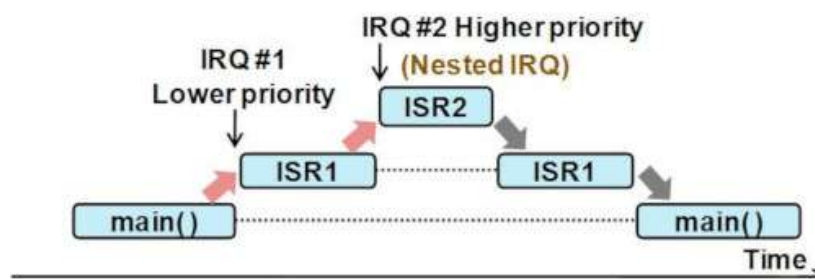 IRQ #2 Higher priority
(Nested IRQ)
IRQ #1
Lower priority
ISR2
ISR1
ISR1
main()
main()
Time